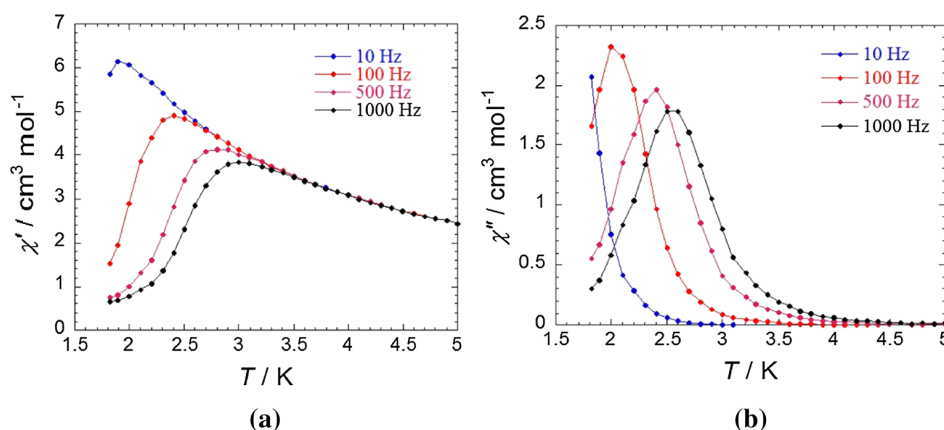 7
6
5
4
3
2
1
0
χ′ / cm³ mol⁻¹
10 Hz
100 Hz
500 Hz
1000 Hz
1.5 2 2.5 3 3.5 4 4.5 5
T / K
(a)
2.5
2
1.5
1
0.5
0
χ″ / cm³ mol⁻¹
10 Hz
100 Hz
500 Hz
1000 Hz
1.5 2 2.5 3 3.5 4 4.5 5
T / K
(b)